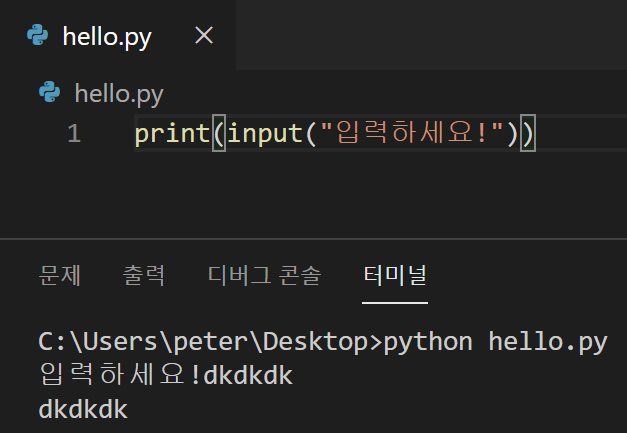 hello.py
hello.py
1 print(input("입력하세요!"))
문제 출력 디버그 콘솔 터미널
C:\Users\peter\Desktop>python hello.py
입력하세요!dkdkdk
dkdkdk